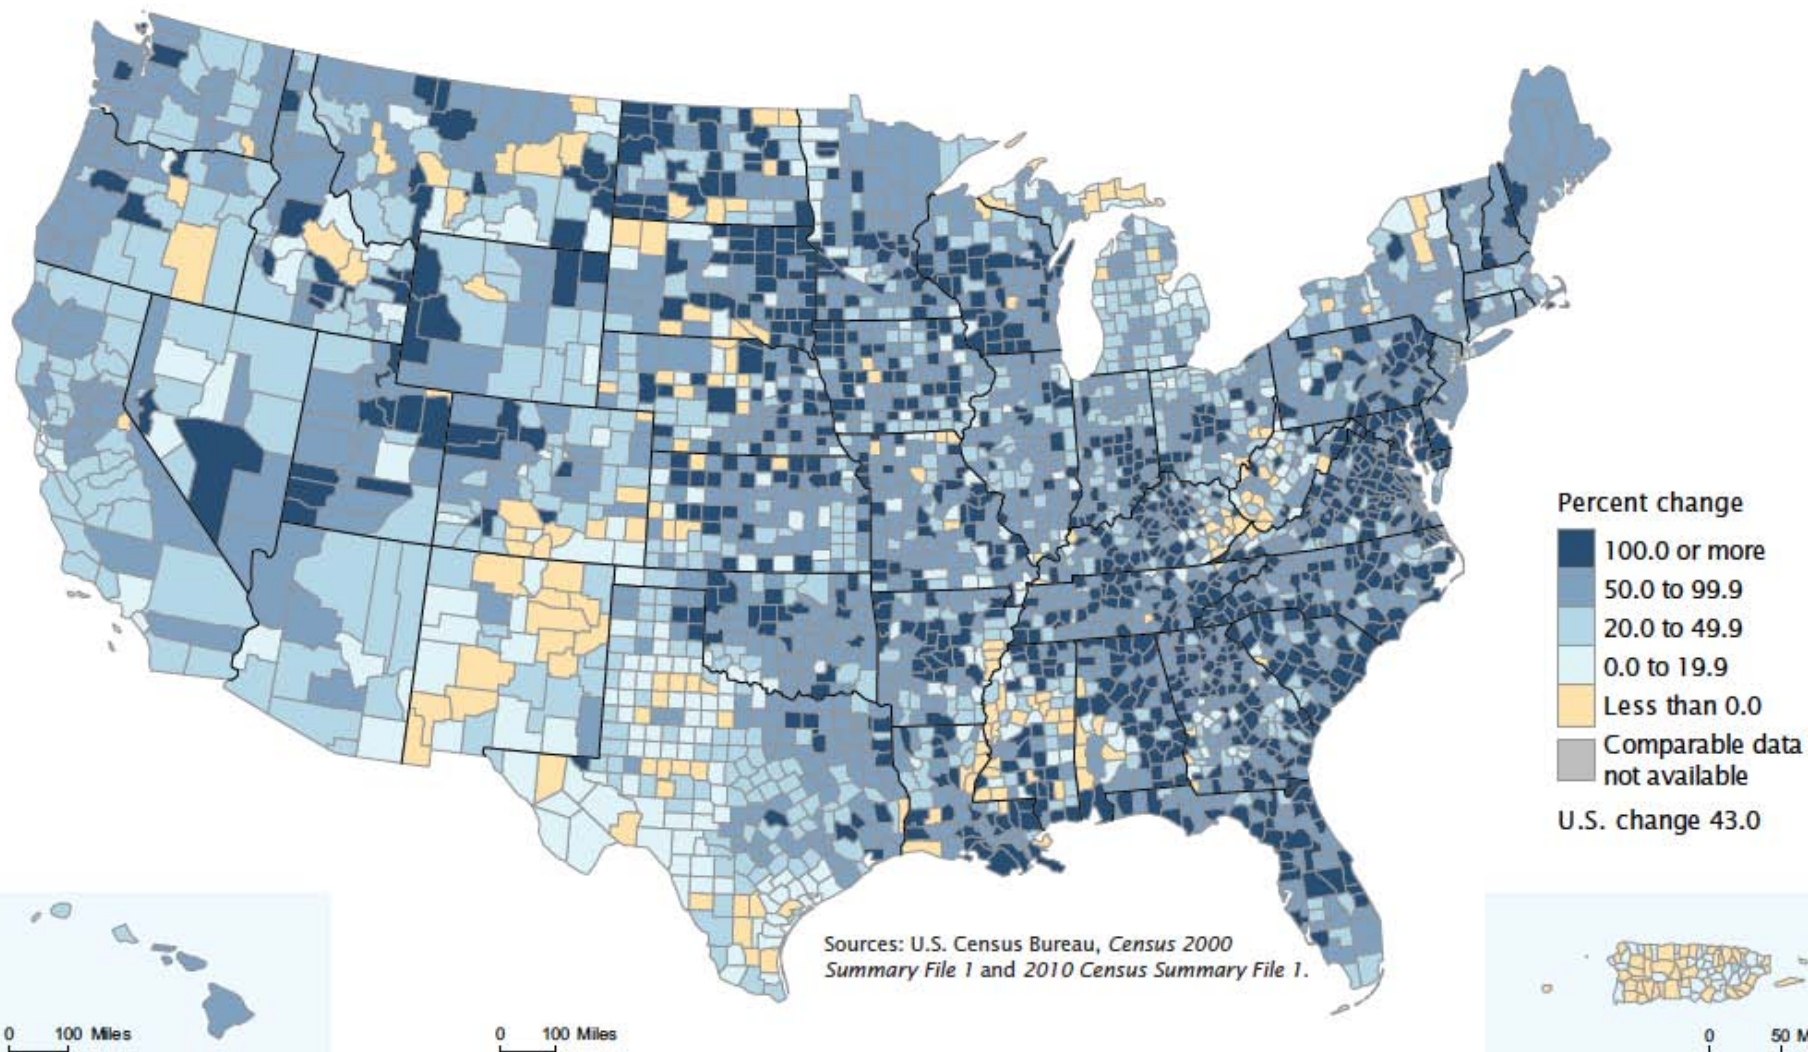 Percent change
100.0 or more
50.0 to 99.9
20.0 to 49.9
0.0 to 19.9
Less than 0.0
Comparable data
not available
U.S. change 43.0
Sources: U.S. Census Bureau, Census 2000
Summary File 1 and 2010 Census Summary File 1.
0 100 Miles
0 100 Miles
0 50 M